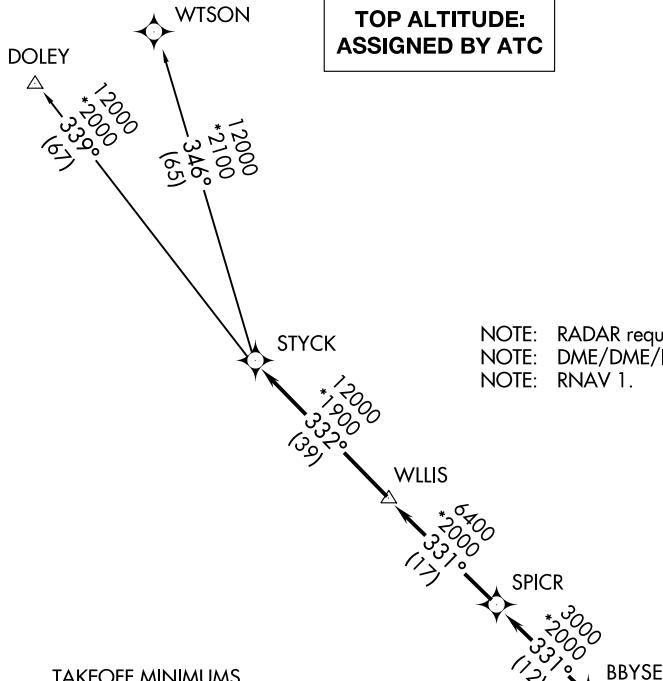 WTSON
TOP ALTITUDE:
ASSIGNED BY ATC
DOLEY
12000
*2000
339°
(67)
12000
*2100
346°
(65)
STYCK
NOTE: RADAR requ
NOTE: DME/DME/
NOTE: RNAV 1.
12000
*1900
332°
(39)
WLLIS
6400
*2000
331°
(17)
SPICR
3000
*2000
331°
(12)
BBYSE
TAKEOFF MINIMUMS